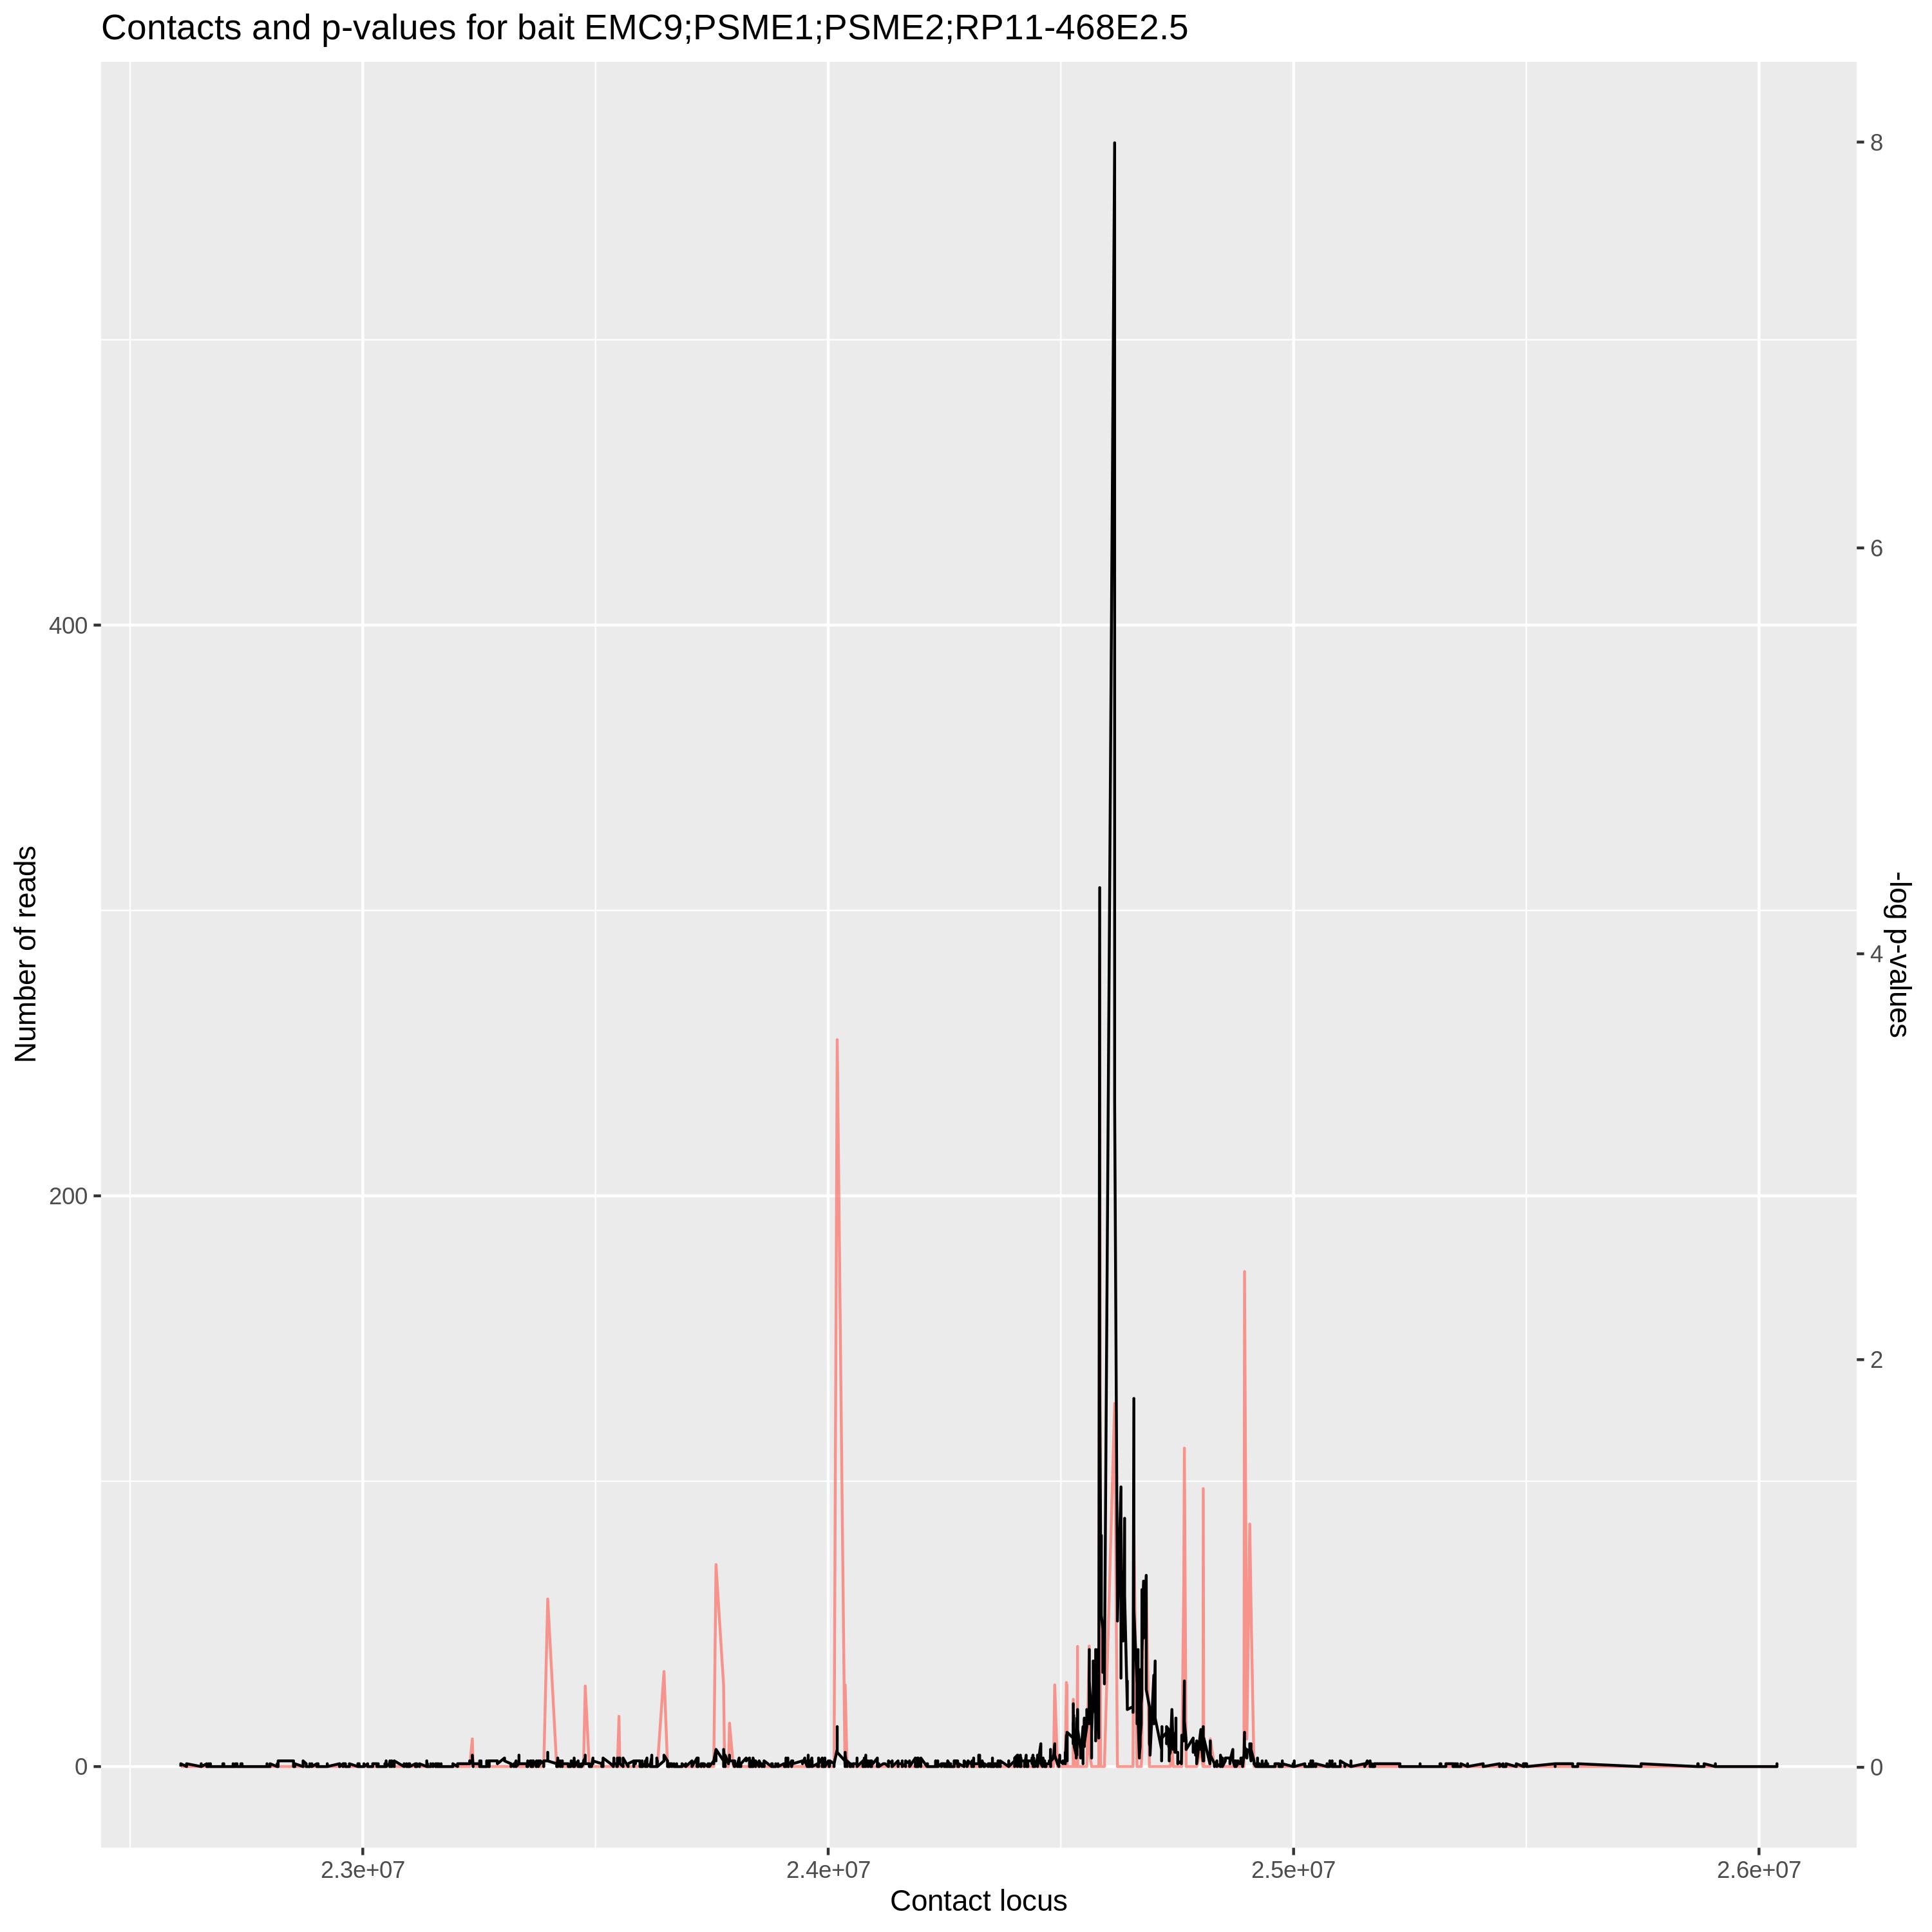 Contacts and p-values for bait EMC9;PSME1;PSME2;RP11-468E2.5
8
6
400
Number of reads
-log p-values
4
200
2
0
0
2.3e+07
2.4e+07
2.5e+07
2.6e+07
Contact locus